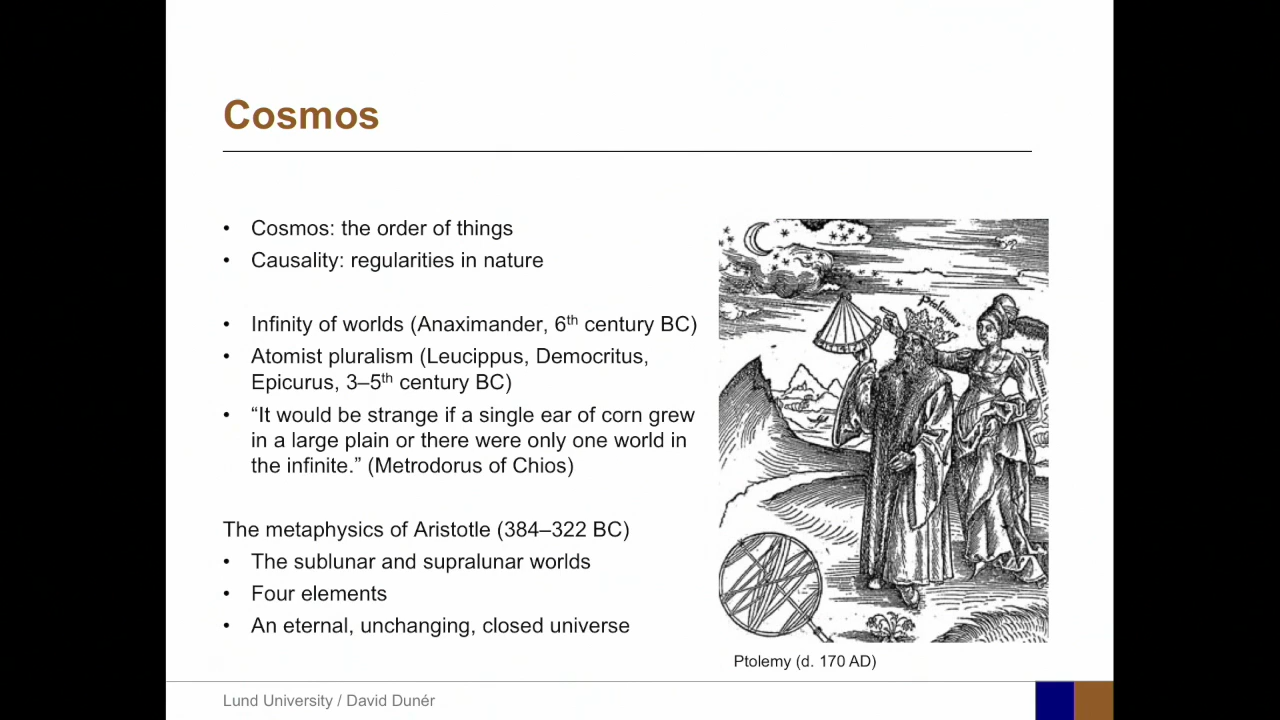 Cosmos
• Cosmos: the order of things
• Causality: regularities in nature
• Infinity of worlds (Anaximander, 6th century BC)
• Atomist pluralism (Leucippus, Democritus,
Epicurus, 3–5th century BC)
• “It would be strange if a single ear of corn grew
in a large plain or there were only one world in
the infinite.” (Metrodorus of Chios)
The metaphysics of Aristotle (384–322 BC)
• The sublunar and supralunar worlds
• Four elements
• An eternal, unchanging, closed universe
Ptolemy (d. 170 AD)
Lund University / David Dunér